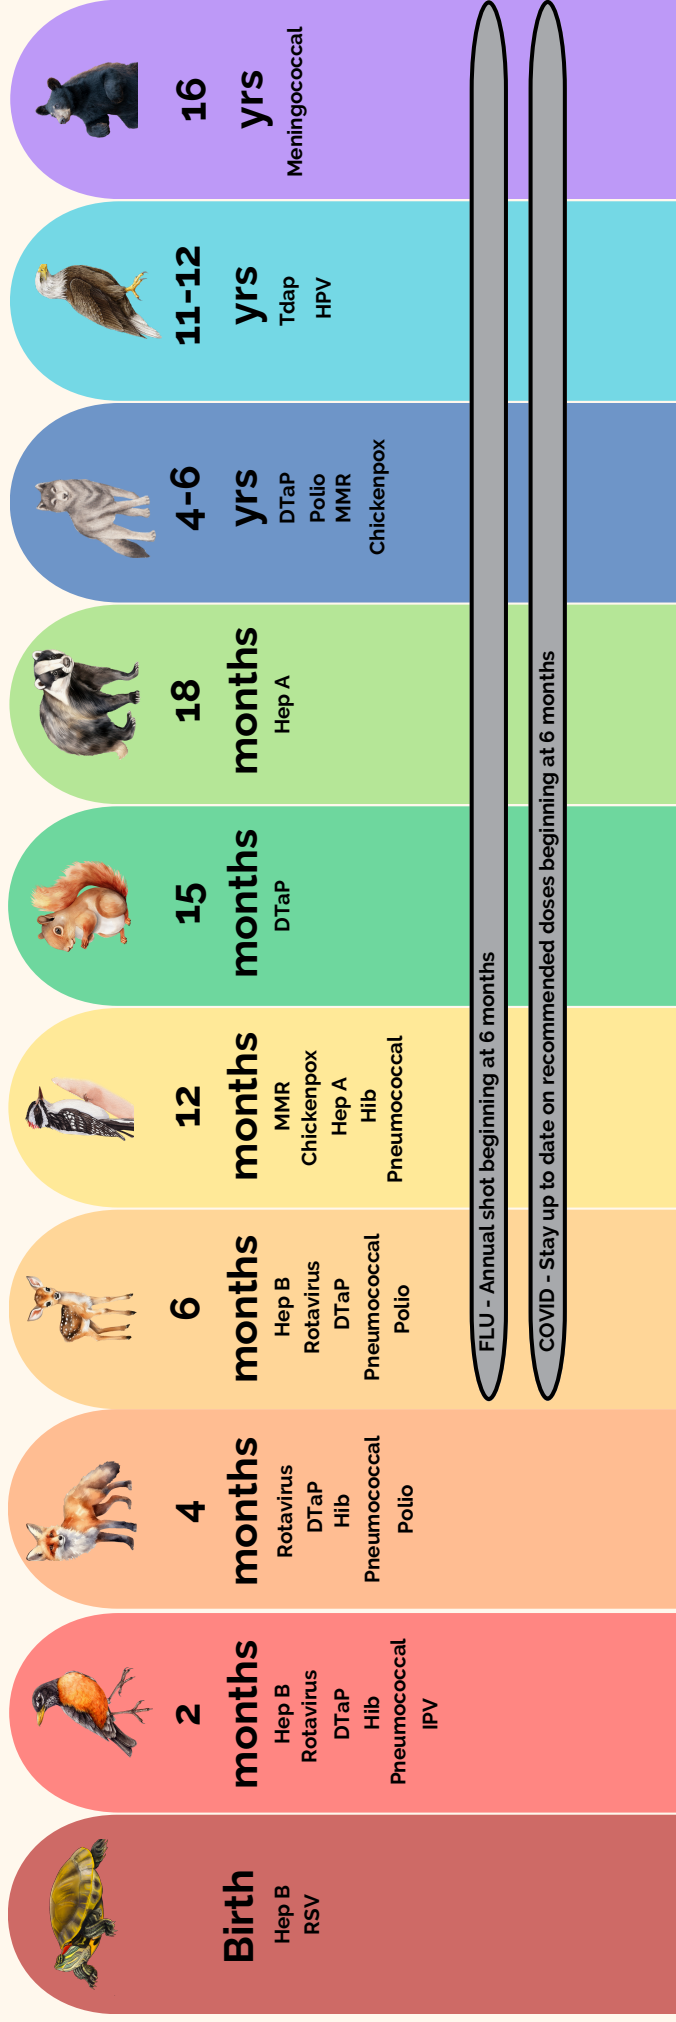 Birth
Hep B
RSV
2
months
Hep B
Rotavirus
DTaP
Hib
Pneumococcal
IPV
4
months
Rotavirus
DTaP
Hib
Pneumococcal
Polio
6
months
Hep B
Rotavirus
DTaP
Pneumococcal
Polio
12
months
MMR
Chickenpox
Hep A
Hib
Pneumococcal
15
months
DTaP
18
months
Hep A
4-6
yrs
DTaP
Polio
MMR
Chickenpox
11-12
yrs
Tdap
HPV
16
yrs
Meningococcal
FLU - Annual shot beginning at 6 months
COVID - Stay up to date on recommended doses beginning at 6 months